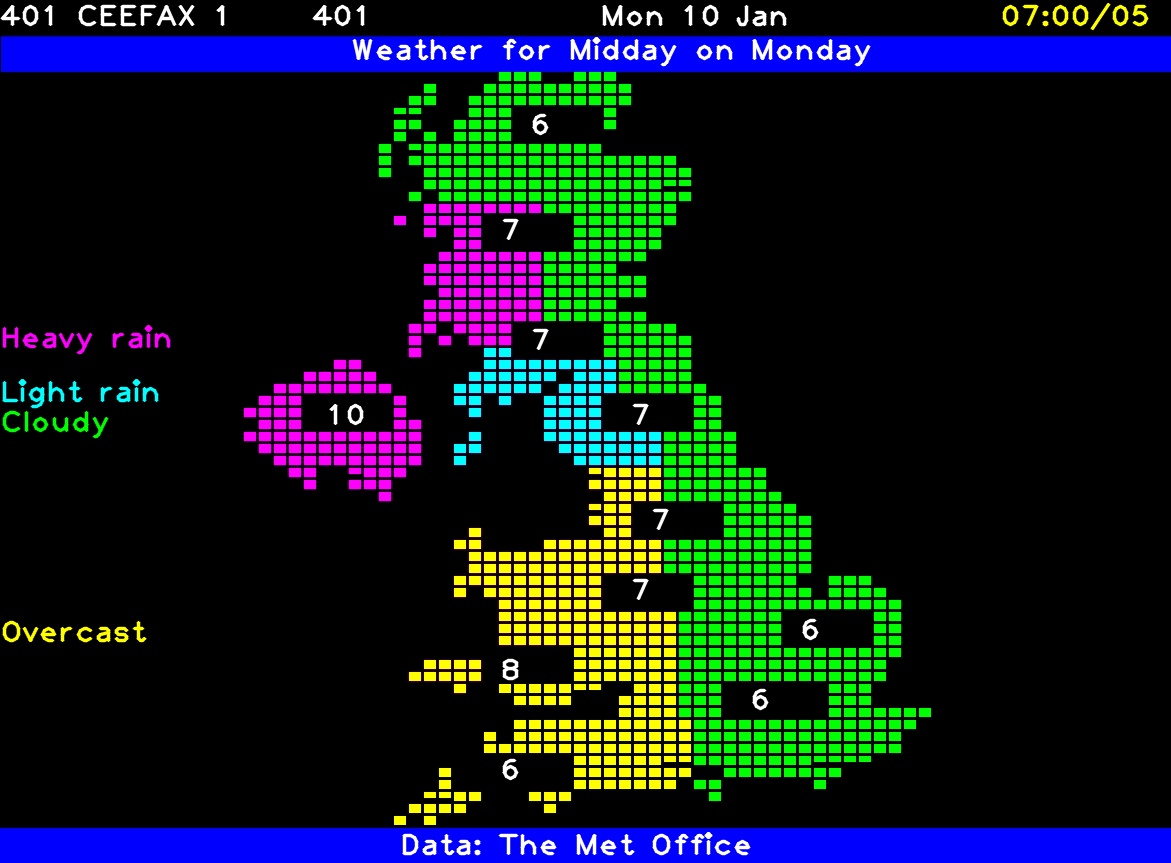 401 CEEFAX 1 401 Mon 10 Jan 07:00/05
Weather for Midday on Monday
6
7
Heavy rain 7
Light rain
10 7
Cloudy
7
7
Overcast 6
8
6
6
Data: The Met Office